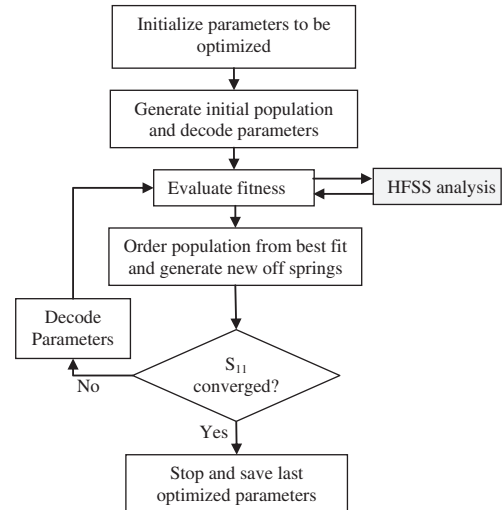 Initialize parameters to be
optimized
Generate initial population
and decode parameters
Evaluate fitness
HFSS analysis
Order population from best fit
and generate new off springs
Decode
Parameters
S₁₁
converged?
No
Yes
Stop and save last
optimized parameters